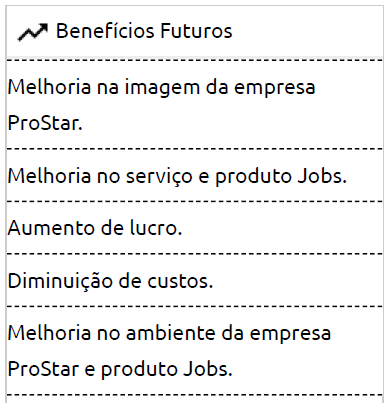 Benefícios Futuros
Melhoria na imagem da empresa
ProStar.
Melhoria no serviço e produto Jobs.
Aumento de lucro.
Diminuição de custos.
Melhoria no ambiente da empresa
ProStar e produto Jobs.